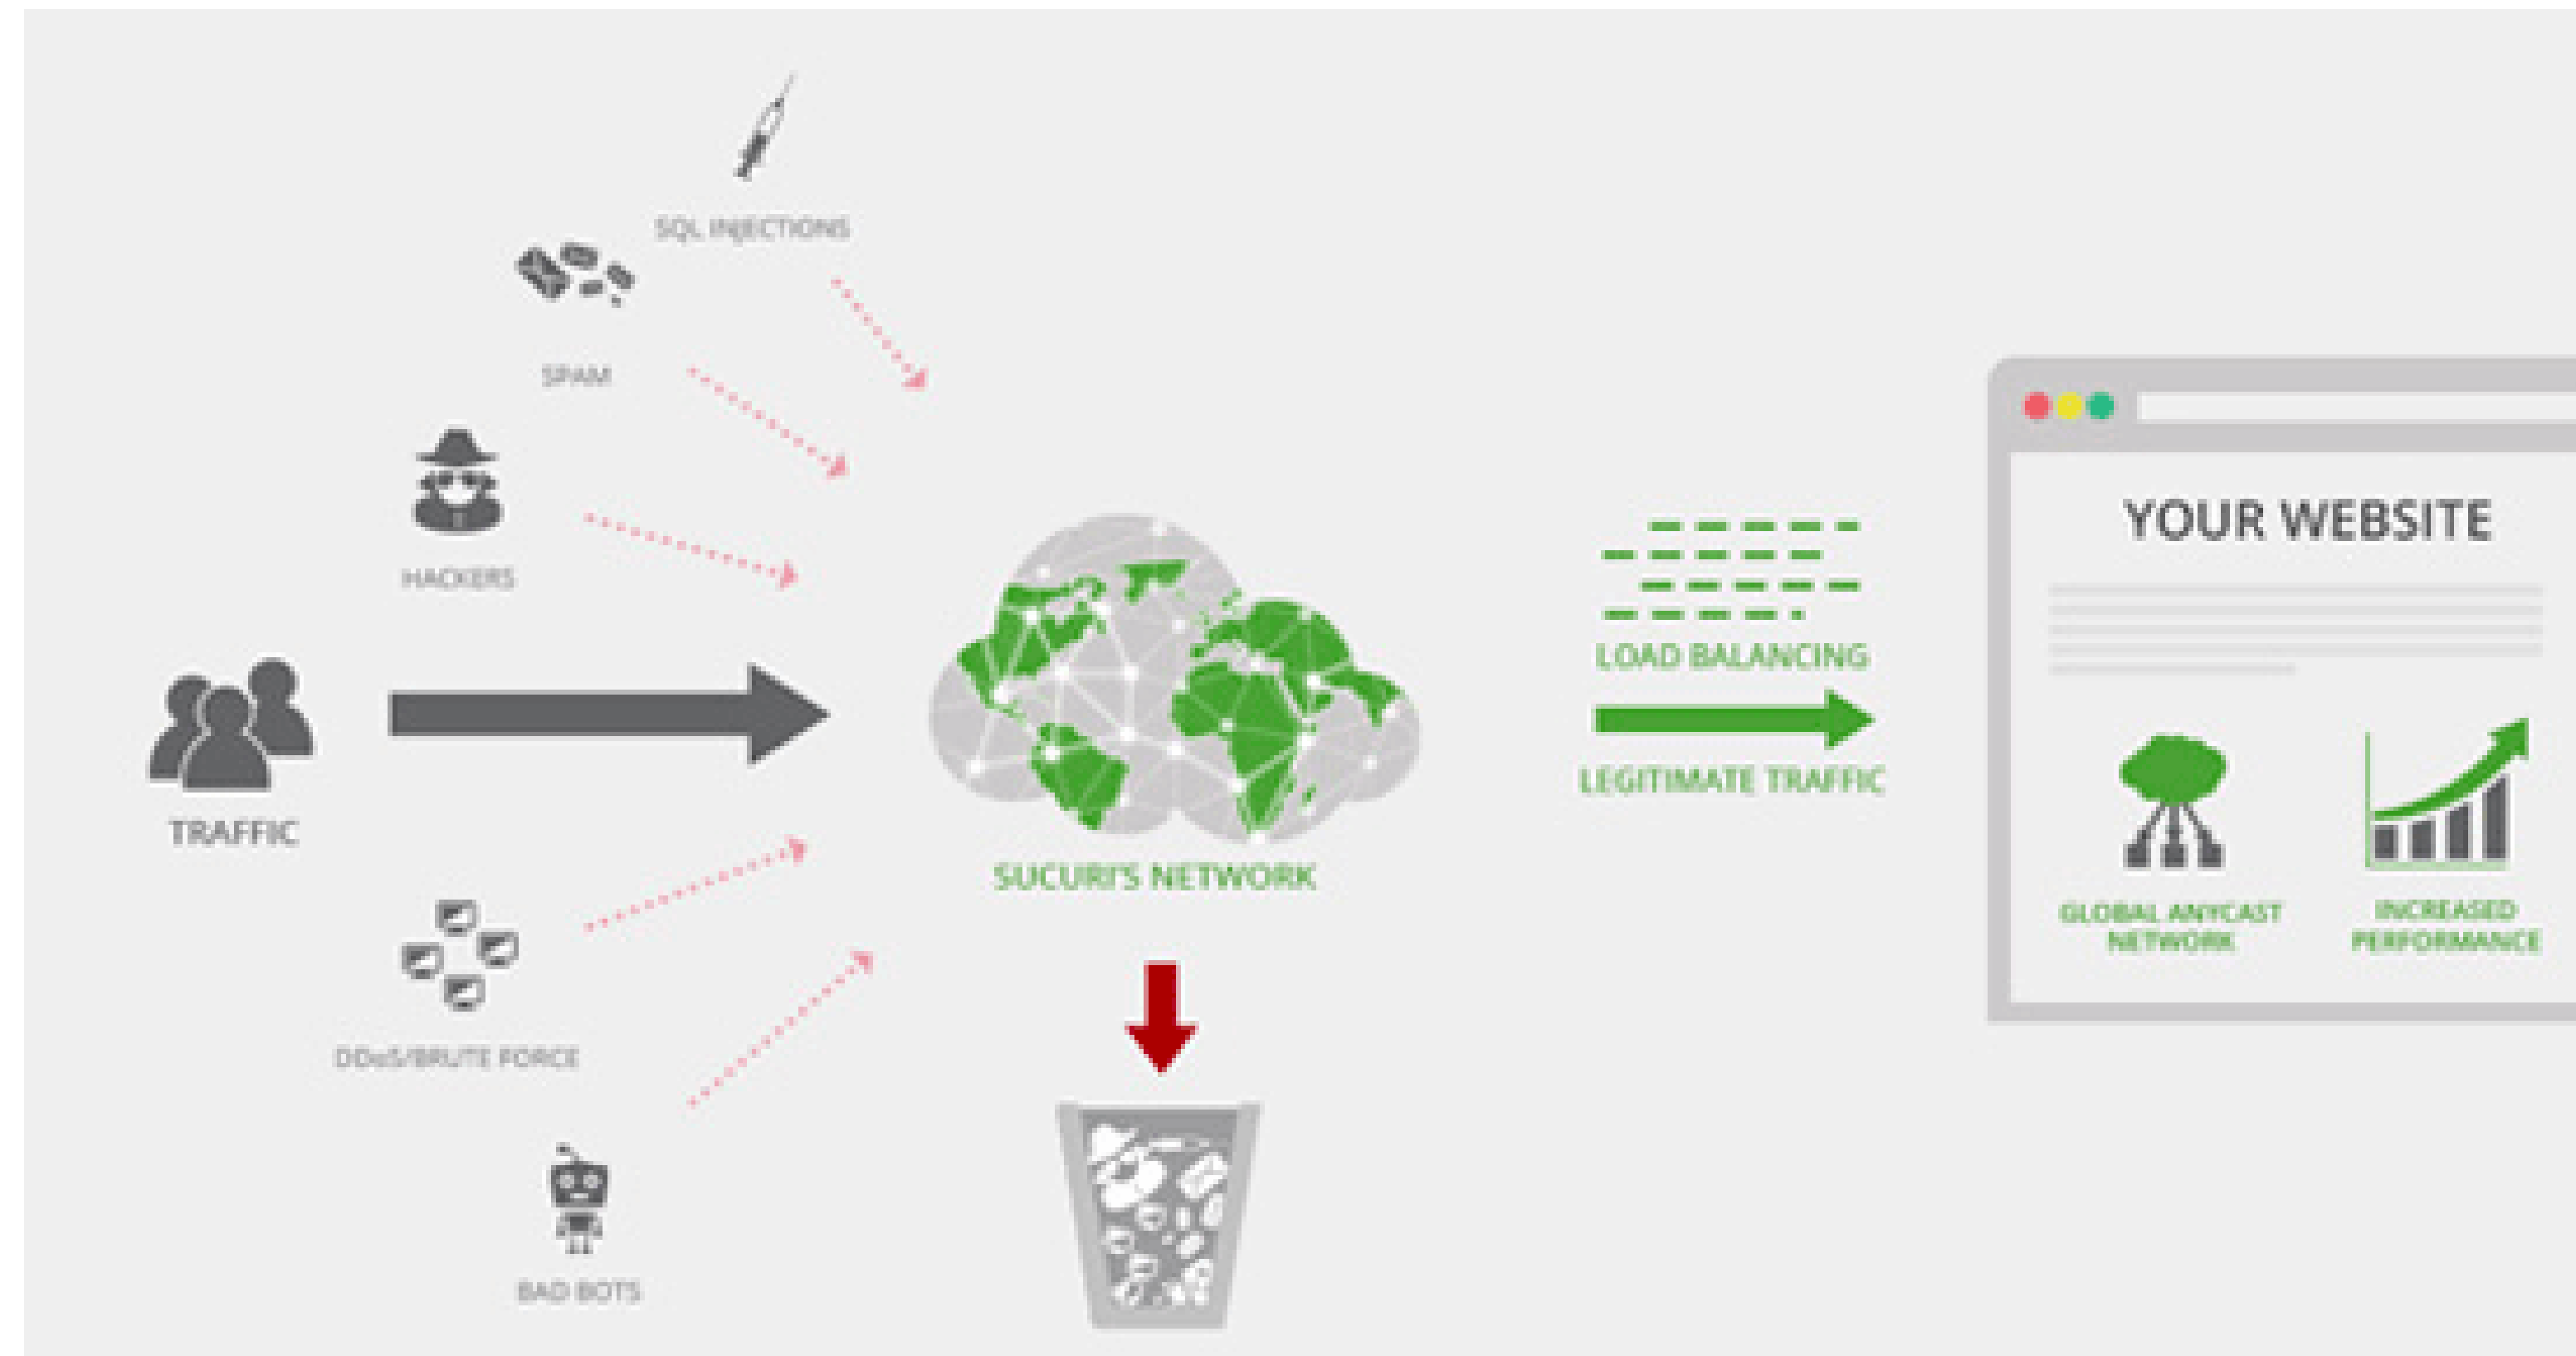 SQL INJECTIONS
SPAM
HACKERS
TRAFFIC
DDoS/BRUTE FORCE
BAD BOTS
SUCURI'S NETWORK
LOAD BALANCING
LEGITIMATE TRAFFIC
YOUR WEBSITE
GLOBAL ANYCAST
NETWORK
INCREASED
PERFORMANCE